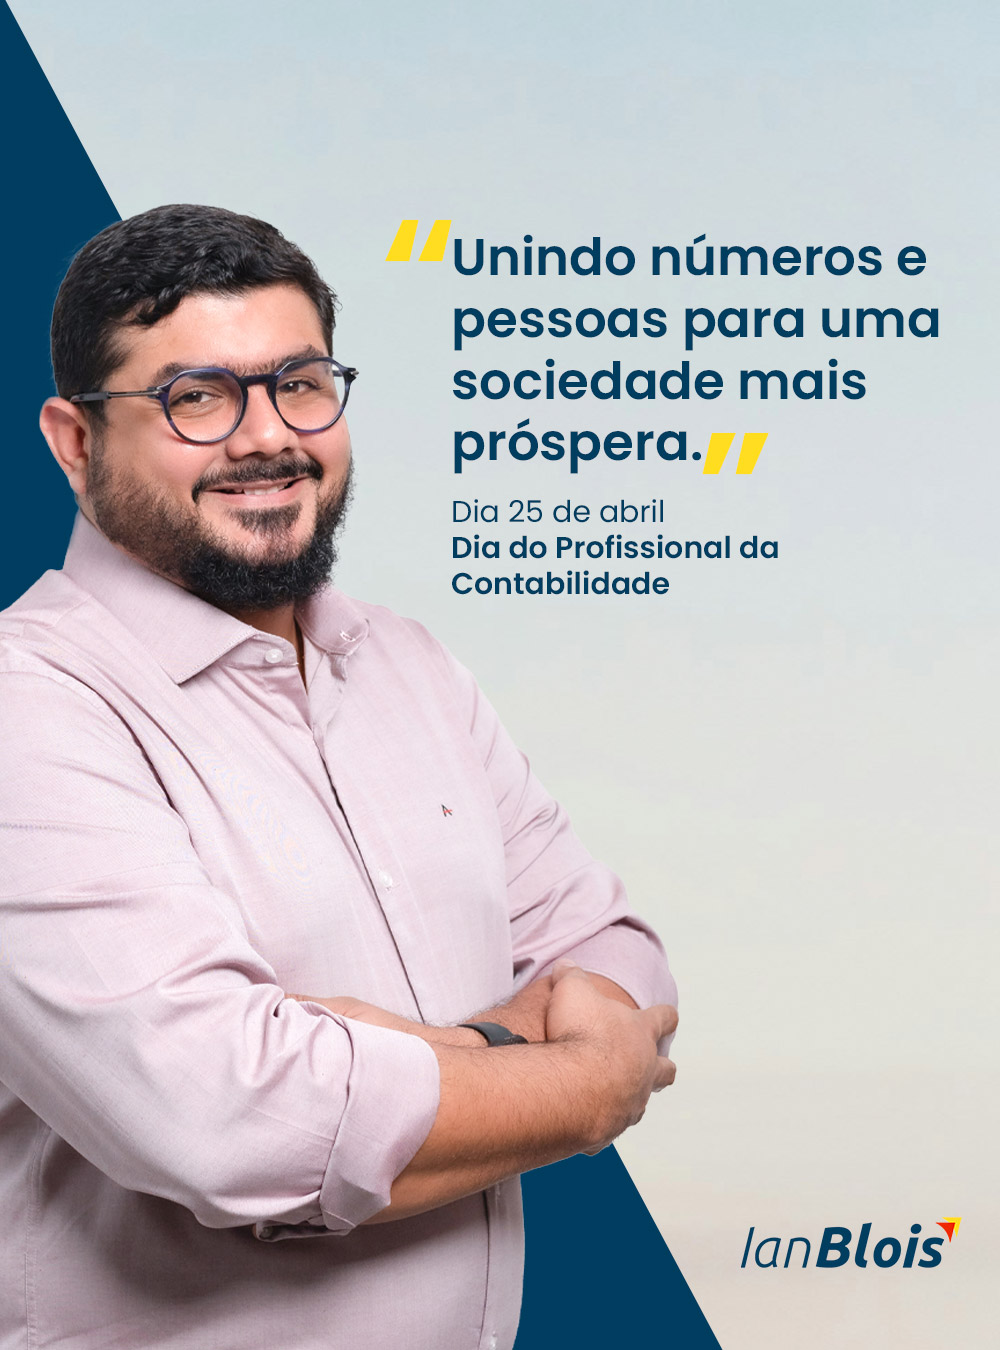 Unindo números e
pessoas para uma
sociedade mais
próspera.
Dia 25 de abril
Dia do Profissional da
Contabilidade
IanBlois